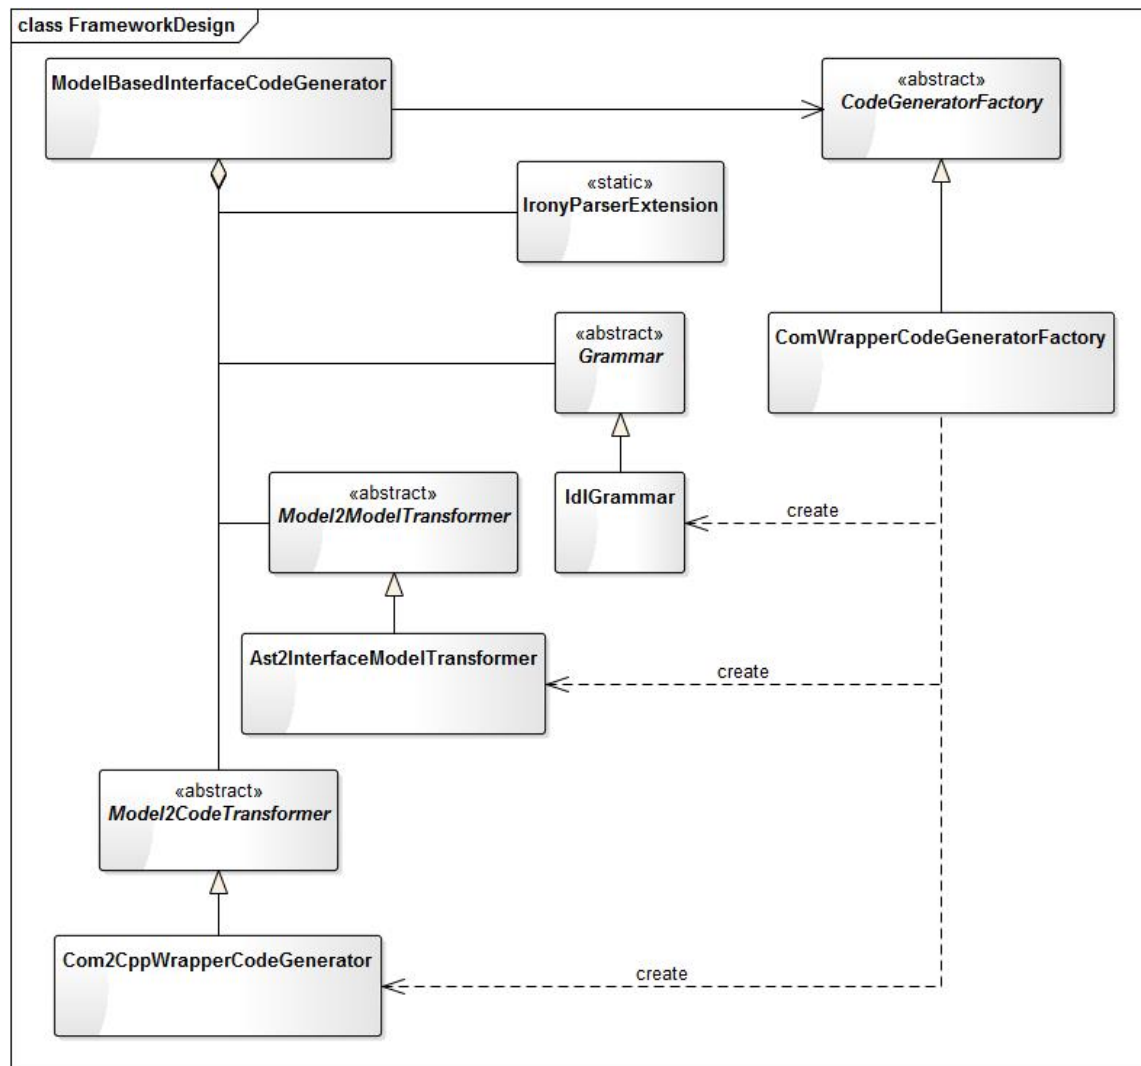 class FrameworkDesign
ModelBasedInterfaceCodeGenerator
«abstract»
CodeGeneratorFactory
«static»
IronyParserExtension
«abstract»
Grammar
ComWrapperCodeGeneratorFactory
«abstract»
Model2ModelTransformer
IdlGrammar
create
Ast2InterfaceModelTransformer
create
«abstract»
Model2CodeTransformer
Com2CppWrapperCodeGenerator
create